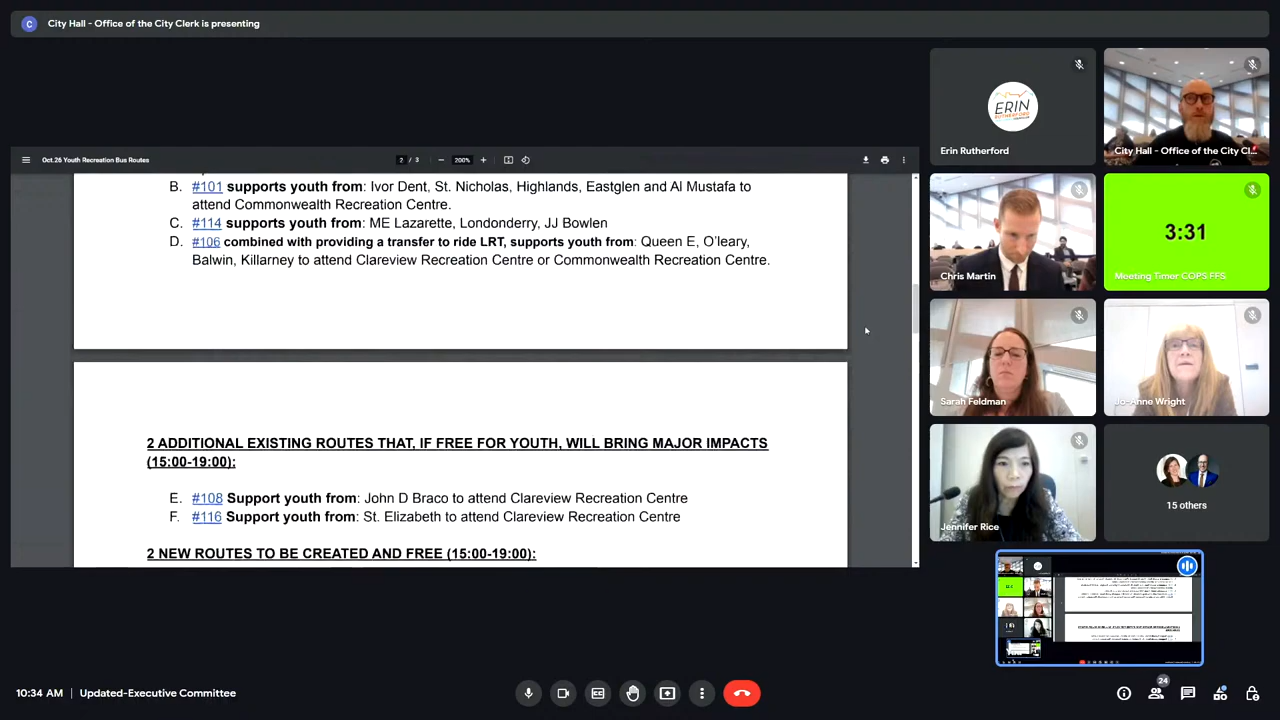 C City Hall - Office of the City Clerk is presenting
Oct.26 Youth Recreation Bus Routes
2 / 3
200%
B. #101 supports youth from: Ivor Dent, St. Nicholas, Highlands, Eastglen and Al Mustafa to
attend Commonwealth Recreation Centre.
C. #114 supports youth from: ME Lazarette, Londonderry, JJ Bowlen
D. #106 combined with providing a transfer to ride LRT, supports youth from: Queen E, O'leary,
Balwin, Killarney to attend Clareview Recreation Centre or Commonwealth Recreation Centre.
2 ADDITIONAL EXISTING ROUTES THAT, IF FREE FOR YOUTH, WILL BRING MAJOR IMPACTS
(15:00-19:00):
E. #108 Support youth from: John D Braco to attend Clareview Recreation Centre
F. #116 Support youth from: St. Elizabeth to attend Clareview Recreation Centre
2 NEW ROUTES TO BE CREATED AND FREE (15:00-19:00):
ERIN
RUTHERFORD
Erin Rutherford
City Hall - Office of the City Cl...
Chris Martin
3:31
Meeting Timer COPS FFS
Sarah Feldman
Jo-Anne Wright
Jennifer Rice
15 others
10:34 AM | Updated-Executive Committee
24